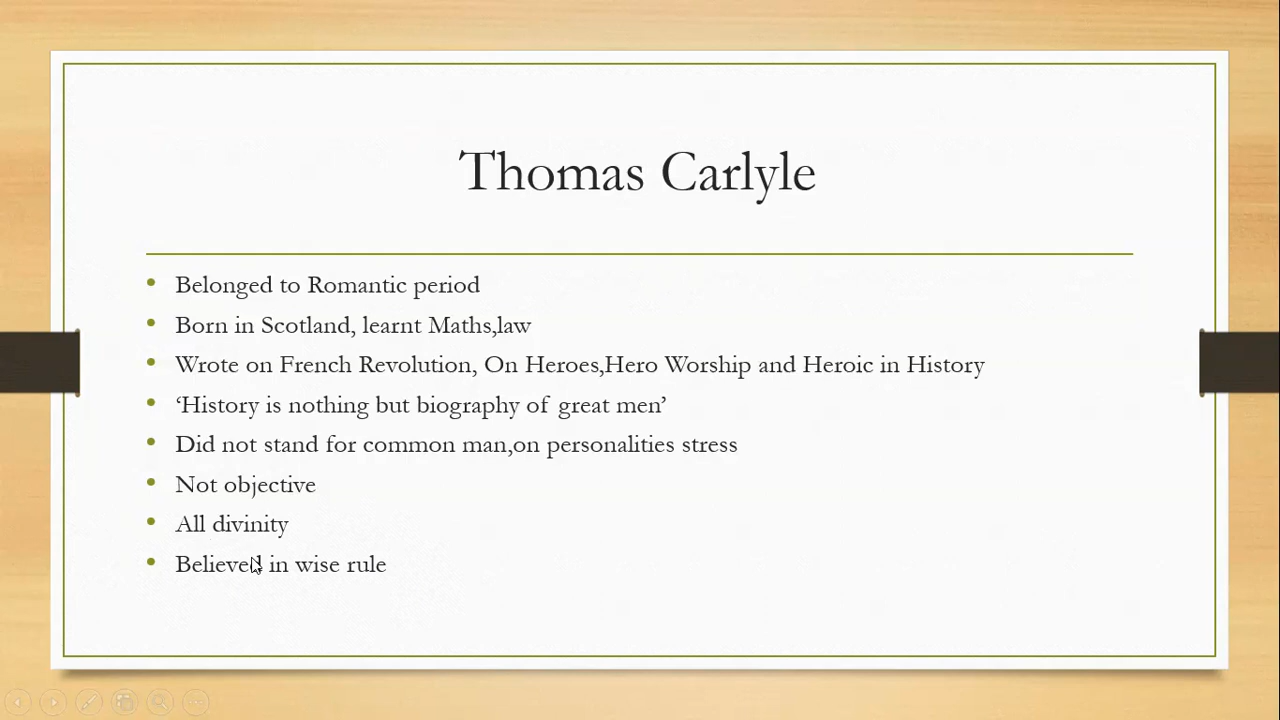 Thomas Carlyle
• Belonged to Romantic period
• Born in Scotland, learnt Maths,law
• Wrote on French Revolution, On Heroes,Hero Worship and Heroic in History
• ‘History is nothing but biography of great men’
• Did not stand for common man,on personalities stress
• Not objective
• All divinity
• Believed in wise rule